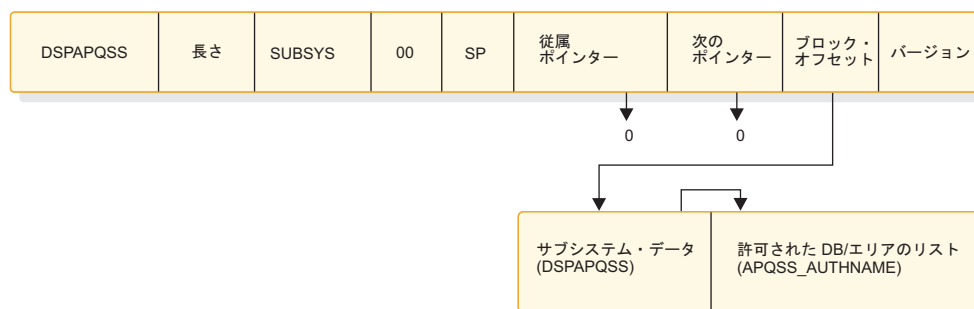 DSPAPQSS
長さ
SUBSYS
00
SP
従属
ポインター
次の
ポインター
ブロック・
オフセット
バージョン
0
0
サブシステム・データ
(DSPAPQSS)
許可された DB/エリアのリスト
(APQSS_AUTHNAME)